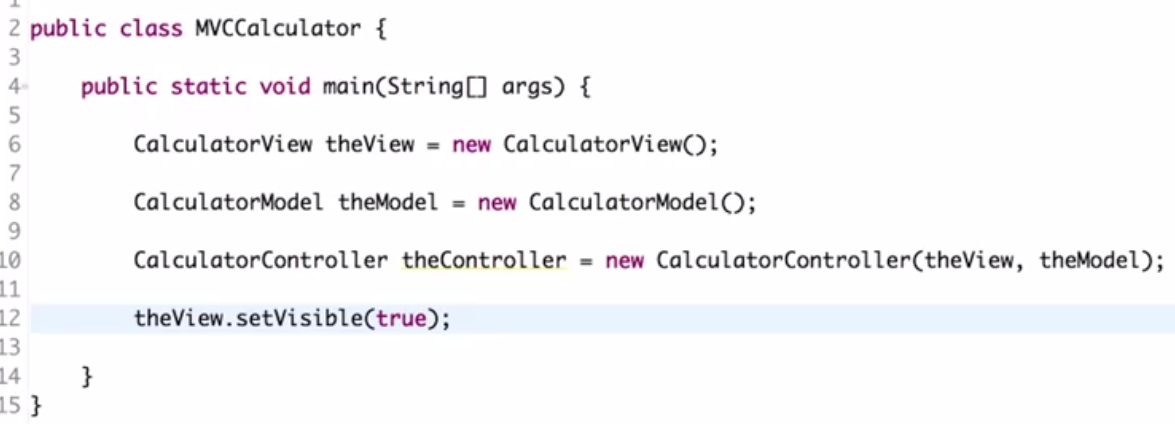 2 public class MVCCalculator {
3
4 public static void main(String[] args) {
5
6 CalculatorView theView = new CalculatorView();
7
8 CalculatorModel theModel = new CalculatorModel();
9
10 CalculatorController theController = new CalculatorController(theView, theModel);
11
12 theView.setVisible(true);
13
14 }
15 }